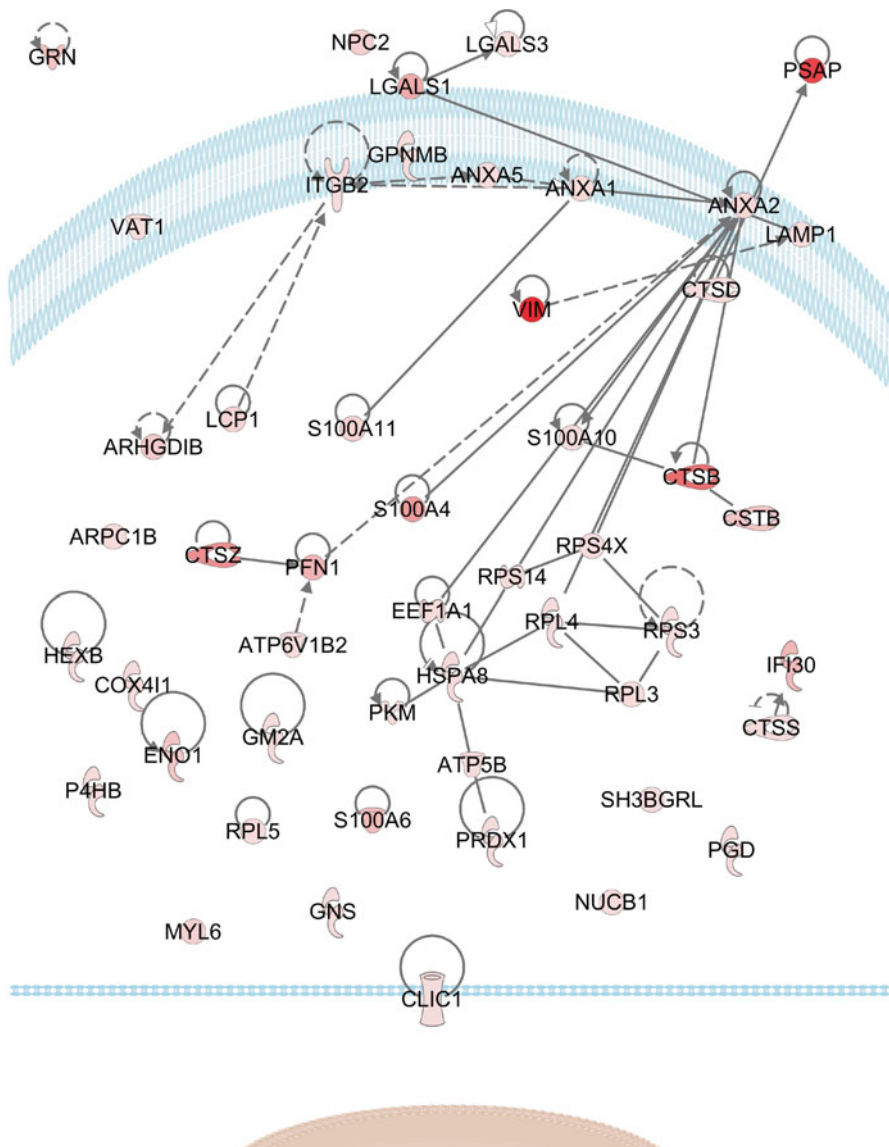 GRN
NPC2
LGALS3
LGALS1
PSAP
GPNMB
ITGB2
ANXA5
ANXA1
ANXA2
VAT1
LAMP1
CTSD
VIM
LCP1
ARHGDIB
S100A11
S100A10
CTSB
S100A4
CSTB
ARPC1B
CTSZ
PFN1
RPS4X
RPS14
EEF1A1
RPL4
RPS3
ATP6V1B2
HEXB
COX4I1
HSPA8
IFI30
RPL3
PKM
CTSS
GM2A
ENO1
ATP5B
P4HB
SH3BGRL
RPL5
S100A6
PRDX1
PGD
NUCB1
GNS
MYL6
CLIC1